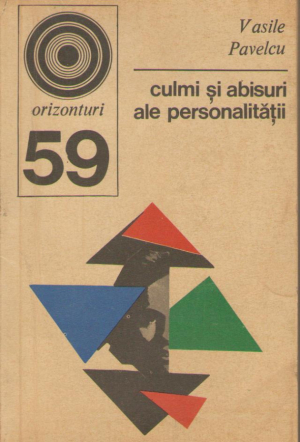 Vasile
Pavelcu
orizonturi
59
culmi și abisuri
ale personalității